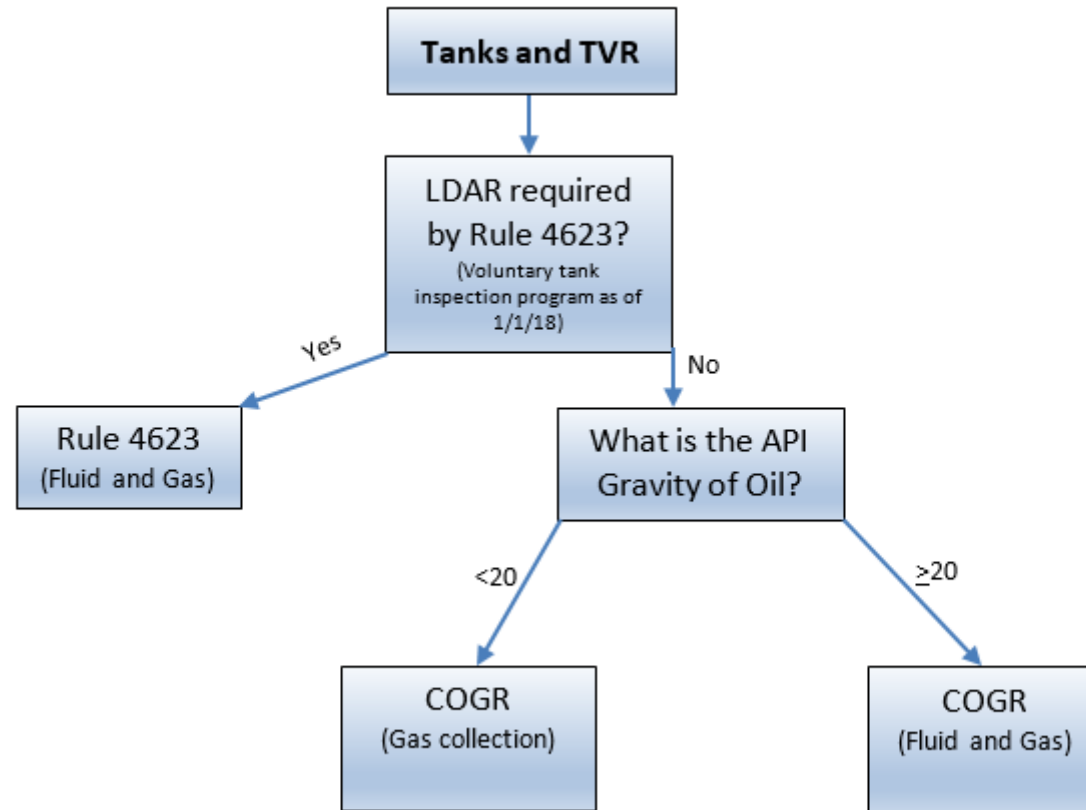 Tanks and TVR
LDAR required
by Rule 4623?
(Voluntary tank
inspection program as of
1/1/18)
Yes
No
Rule 4623
(Fluid and Gas)
What is the API
Gravity of Oil?
<20
≥20
COGR
(Gas collection)
COGR
(Fluid and Gas)